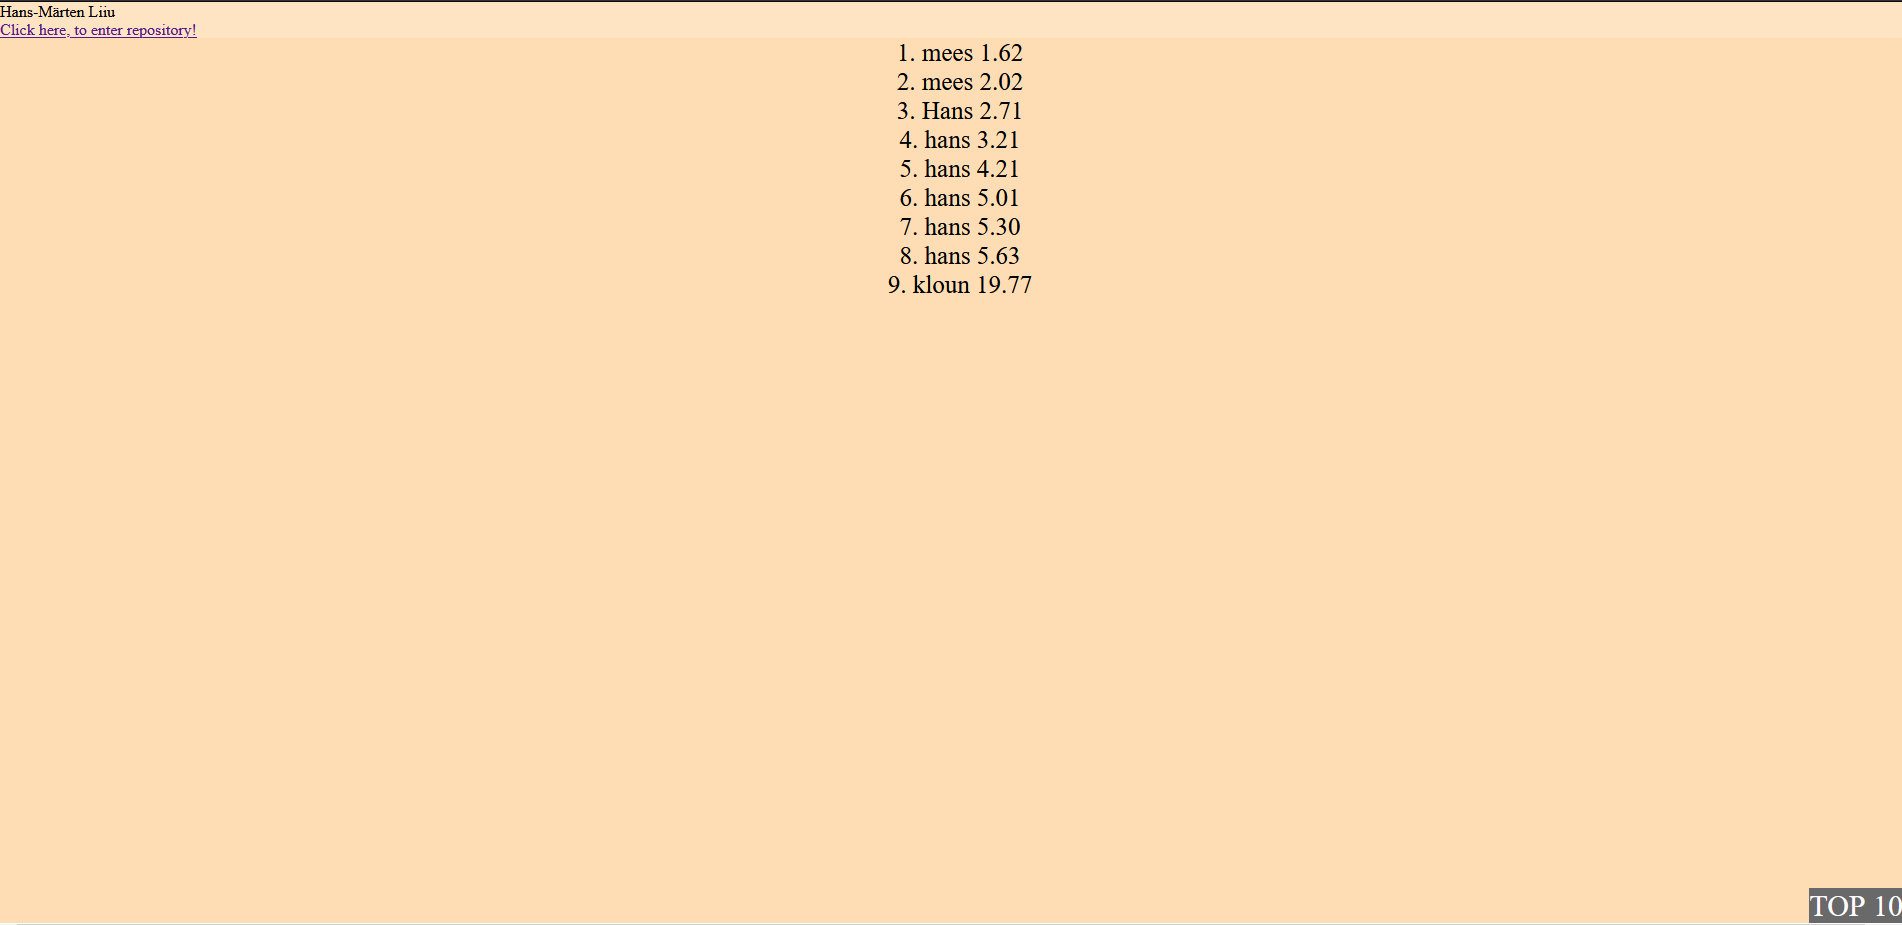 Hans-Märten Liiu
Click here, to enter repository!
1. mees 1.62
2. mees 2.02
3. Hans 2.71
4. hans 3.21
5. hans 4.21
6. hans 5.01
7. hans 5.30
8. hans 5.63
9. kloun 19.77
TOP 10